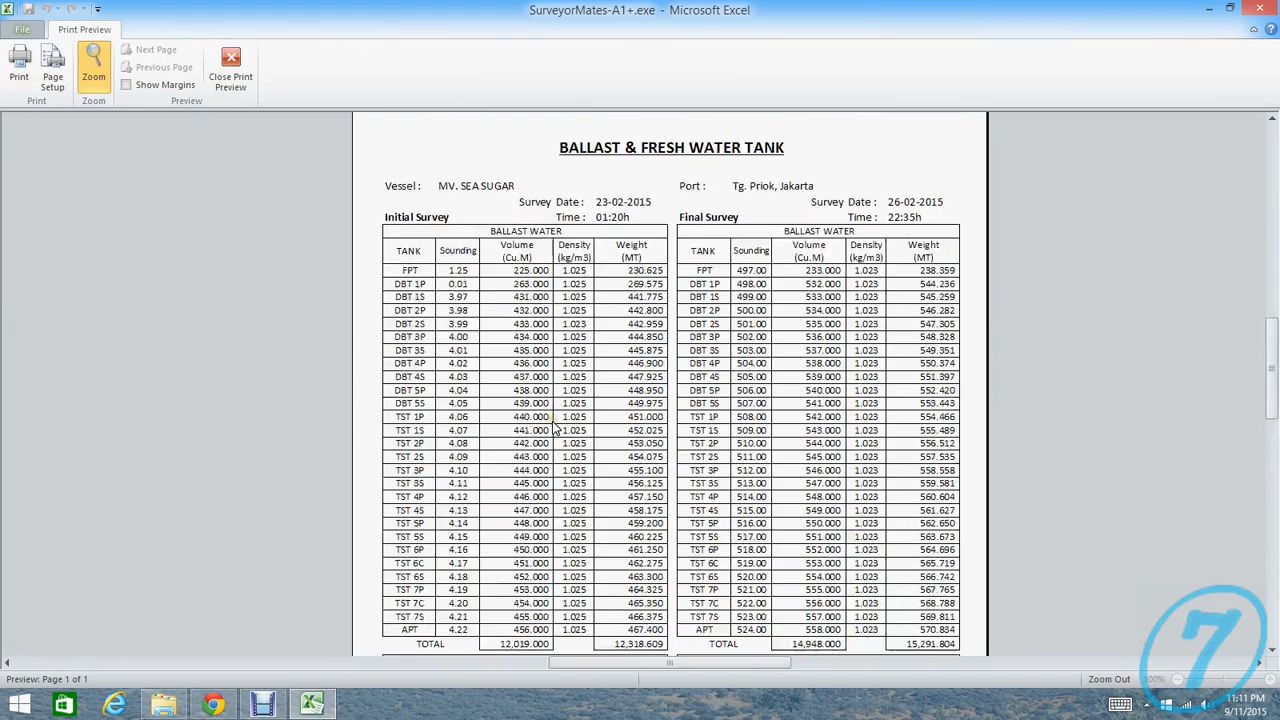 SurveyorMates-A1+.exe - Microsoft Excel
File Print Preview
Print
Page Setup
Zoom
Next Page
Previous Page
Show Margins
Close Print Preview
Print Zoom Preview
BALLAST & FRESH WATER TANK
Vessel : MV. SEA SUGAR Port : Tg. Priok, Jakarta
Survey Date : 23-02-2015 Survey Date : 26-02-2015
Initial Survey Time : 01:20h Final Survey Time : 22:35h
BALLAST WATER BALLAST WATER
TANK Sounding Volume (Cu.M) Density (kg/m3) Weight (MT) TANK Sounding Volume (Cu.M) Density (kg/m3) Weight (MT)
FPT 1.25 225.000 1.025 230.625 FPT 497.00 233.000 1.023 238.359
DBT 1P 0.01 263.000 1.025 269.575 DBT 1P 498.00 532.000 1.023 544.236
DBT 1S 3.97 431.000 1.025 441.775 DBT 1S 499.00 533.000 1.023 545.259
DBT 2P 3.98 432.000 1.025 442.800 DBT 2P 500.00 534.000 1.023 546.282
DBT 2S 3.99 433.000 1.023 442.959 DBT 2S 501.00 535.000 1.023 547.305
DBT 3P 4.00 434.000 1.025 444.850 DBT 3P 502.00 536.000 1.023 548.328
DBT 3S 4.01 435.000 1.025 445.875 DBT 3S 503.00 537.000 1.023 549.351
DBT 4P 4.02 436.000 1.025 446.900 DBT 4P 504.00 538.000 1.023 550.374
DBT 4S 4.03 437.000 1.025 447.925 DBT 4S 505.00 539.000 1.023 551.397
DBT 5P 4.04 438.000 1.025 448.950 DBT 5P 506.00 540.000 1.023 552.420
DBT 5S 4.05 439.000 1.025 449.975 DBT 5S 507.00 541.000 1.023 553.443
TST 1P 4.06 440.000 1.025 451.000 TST 1P 508.00 542.000 1.023 554.466
TST 1S 4.07 441.000 1.025 452.025 TST 1S 509.00 543.000 1.023 555.489
TST 2P 4.08 442.000 1.025 453.050 TST 2P 510.00 544.000 1.023 556.512
TST 2S 4.09 443.000 1.025 454.075 TST 2S 511.00 545.000 1.023 557.535
TST 3P 4.10 444.000 1.025 455.100 TST 3P 512.00 546.000 1.023 558.558
TST 3S 4.11 445.000 1.025 456.125 TST 3S 513.00 547.000 1.023 559.581
TST 4P 4.12 446.000 1.025 457.150 TST 4P 514.00 548.000 1.023 560.604
TST 4S 4.13 447.000 1.025 458.175 TST 4S 515.00 549.000 1.023 561.627
TST 5P 4.14 448.000 1.025 459.200 TST 5P 516.00 550.000 1.023 562.650
TST 5S 4.15 449.000 1.025 460.225 TST 5S 517.00 551.000 1.023 563.673
TST 6P 4.16 450.000 1.025 461.250 TST 6P 518.00 552.000 1.023 564.696
TST 6C 4.17 451.000 1.025 462.275 TST 6C 519.00 553.000 1.023 565.719
TST 6S 4.18 452.000 1.025 463.300 TST 6S 520.00 554.000 1.023 566.742
TST 7P 4.19 453.000 1.025 464.325 TST 7P 521.00 555.000 1.023 567.765
TST 7C 4.20 454.000 1.025 465.350 TST 7C 522.00 556.000 1.023 568.788
TST 7S 4.21 455.000 1.025 466.375 TST 7S 523.00 557.000 1.023 569.811
APT 4.22 456.000 1.025 467.400 APT 524.00 558.000 1.023 570.834
TOTAL 12,019.000 12,318.609 TOTAL 14,948.000 15,291.804
Preview: Page 1 of 1 Zoom Out 100%
7
11:11 PM
9/11/2015